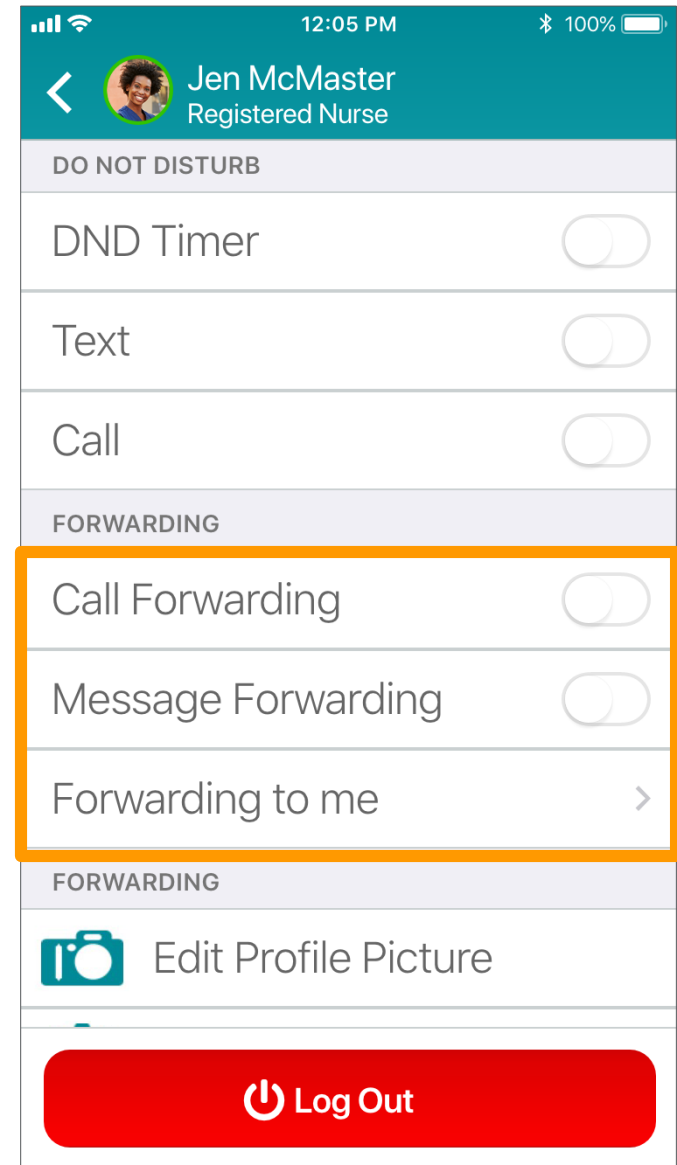 12:05 PM
100%
Jen McMaster
Registered Nurse
DO NOT DISTURB
DND Timer
Text
Call
FORWARDING
Call Forwarding
Message Forwarding
Forwarding to me
FORWARDING
Edit Profile Picture
Log Out